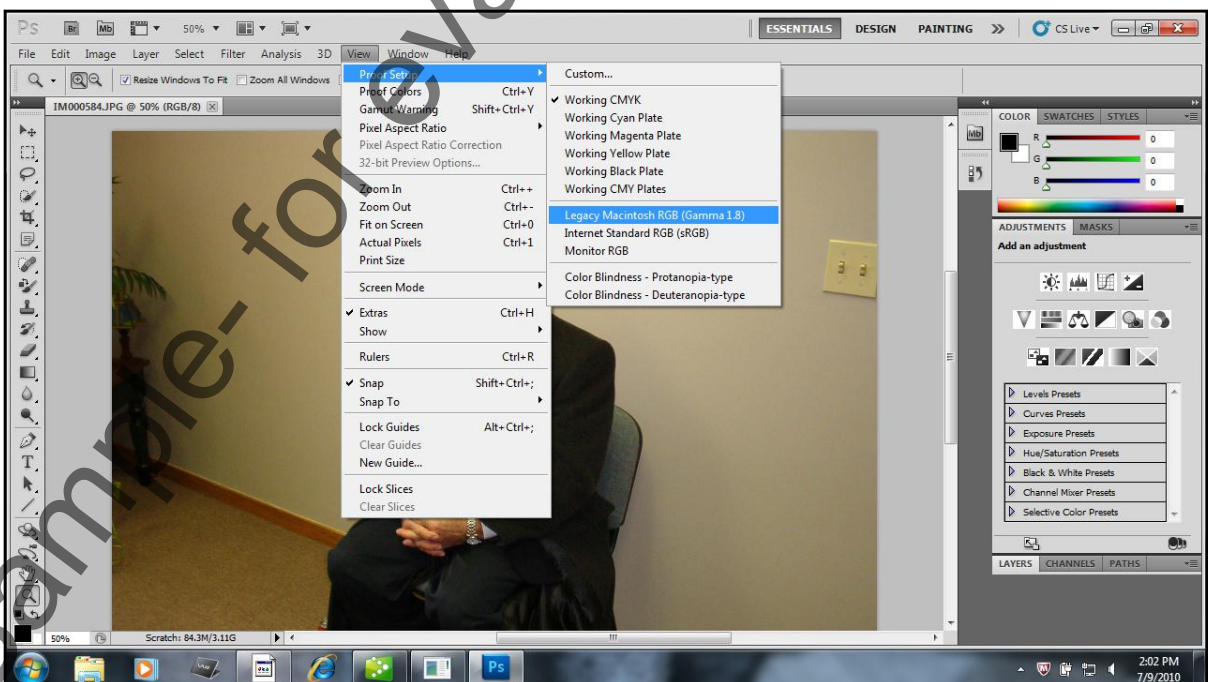 Ps Br Mb 50% ESSENTIALS DESIGN PAINTING CS Live
File Edit Image Layer Select Filter Analysis 3D View Window Help
Resize Windows To Fit Zoom All Windows
IM000584.JPG @ 50% (RGB/8)
Proof Setup
Proof Colors Ctrl+Y
Gamut Warning Shift+Ctrl+Y
Pixel Aspect Ratio
Pixel Aspect Ratio Correction
32-bit Preview Options...
Zoom In Ctrl++
Zoom Out Ctrl+-
Fit on Screen Ctrl+0
Actual Pixels Ctrl+1
Print Size
Screen Mode
Extras Ctrl+H
Show
Rulers Ctrl+R
Snap Shift+Ctrl+;
Snap To
Lock Guides Alt+Ctrl+;
Clear Guides
New Guide...
Lock Slices
Clear Slices
Custom...
Working CMYK
Working Cyan Plate
Working Magenta Plate
Working Yellow Plate
Working Black Plate
Working CMY Plates
Legacy Macintosh RGB (Gamma 1.8)
Internet Standard RGB (sRGB)
Monitor RGB
Color Blindness - Protanopia-type
Color Blindness - Deuteranopia-type
Mb
COLOR SWATCHES STYLES
R 0
G 0
B 0
ADJUSTMENTS MASKS
Add an adjustment
Levels Presets
Curves Presets
Exposure Presets
Hue/Saturation Presets
Black & White Presets
Channel Mixer Presets
Selective Color Presets
LAYERS CHANNELS PATHS
50% Scratch: 84.3M/3.11G
Ps
2:02 PM
7/9/2010
ample- for eva